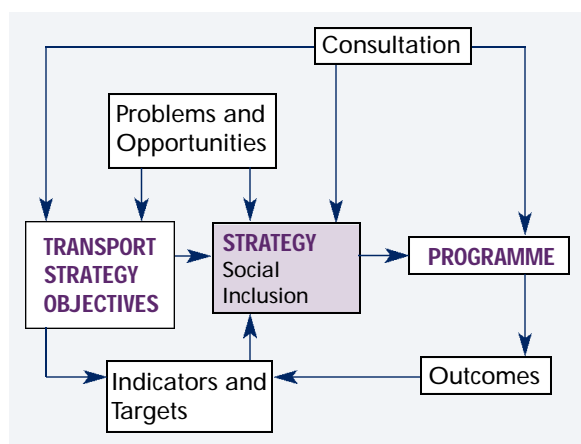 Consultation
Problems and
Opportunities
TRANSPORT
STRATEGY
OBJECTIVES
STRATEGY
Social
Inclusion
PROGRAMME
Indicators and
Targets
Outcomes